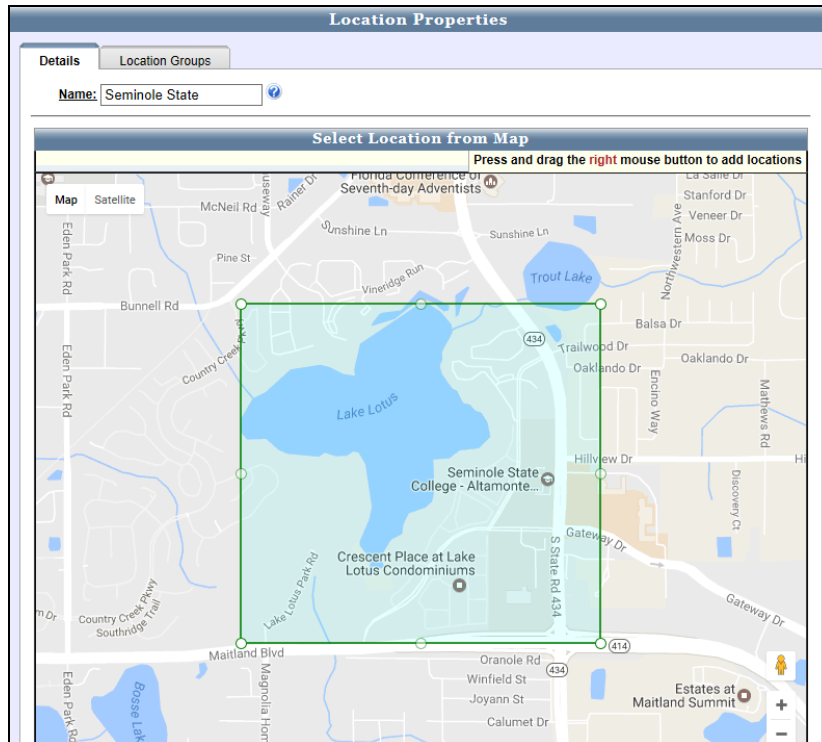 Location Properties
Details
Location Groups
Name:
Seminole State
Select Location from Map
Press and drag the right mouse button to add locations
Map
Satellite
Florida Conference of
Seventh-day Adventists
La Salle Dr
Stanford Dr
Veneer Dr
Moss Dr
Northwestern Ave
McNeil Rd
Rainer Dr
Sunshine Ln
Sunshine Ln
Eden Park Rd
Pine St
Vineridge Run
Trout Lake
Bunnell Rd
Balsa Dr
434
Trailwood Dr
Oaklando Dr
Oaklando Dr
Country Creek
Eden Park Rd
Encino Way
Mathews Rd
Lake Lotus
Hillview Dr
Seminole State
College - Altamonte...
Discovery Ct
Gateway Dr
S State Rd 434
Crescent Place at Lake
Lotus Condominiums
Lake Lotus Park Rd
Country Creek Pkwy
Southridge Trail
Gateway Dr
Maitland Blvd
414
Oranole Rd
434
Winfield St
Joyann St
Calumet Dr
Estates at
Maitland Summit
Eden Park Rd
Bosse Lak
Magnolia Hom
+
−